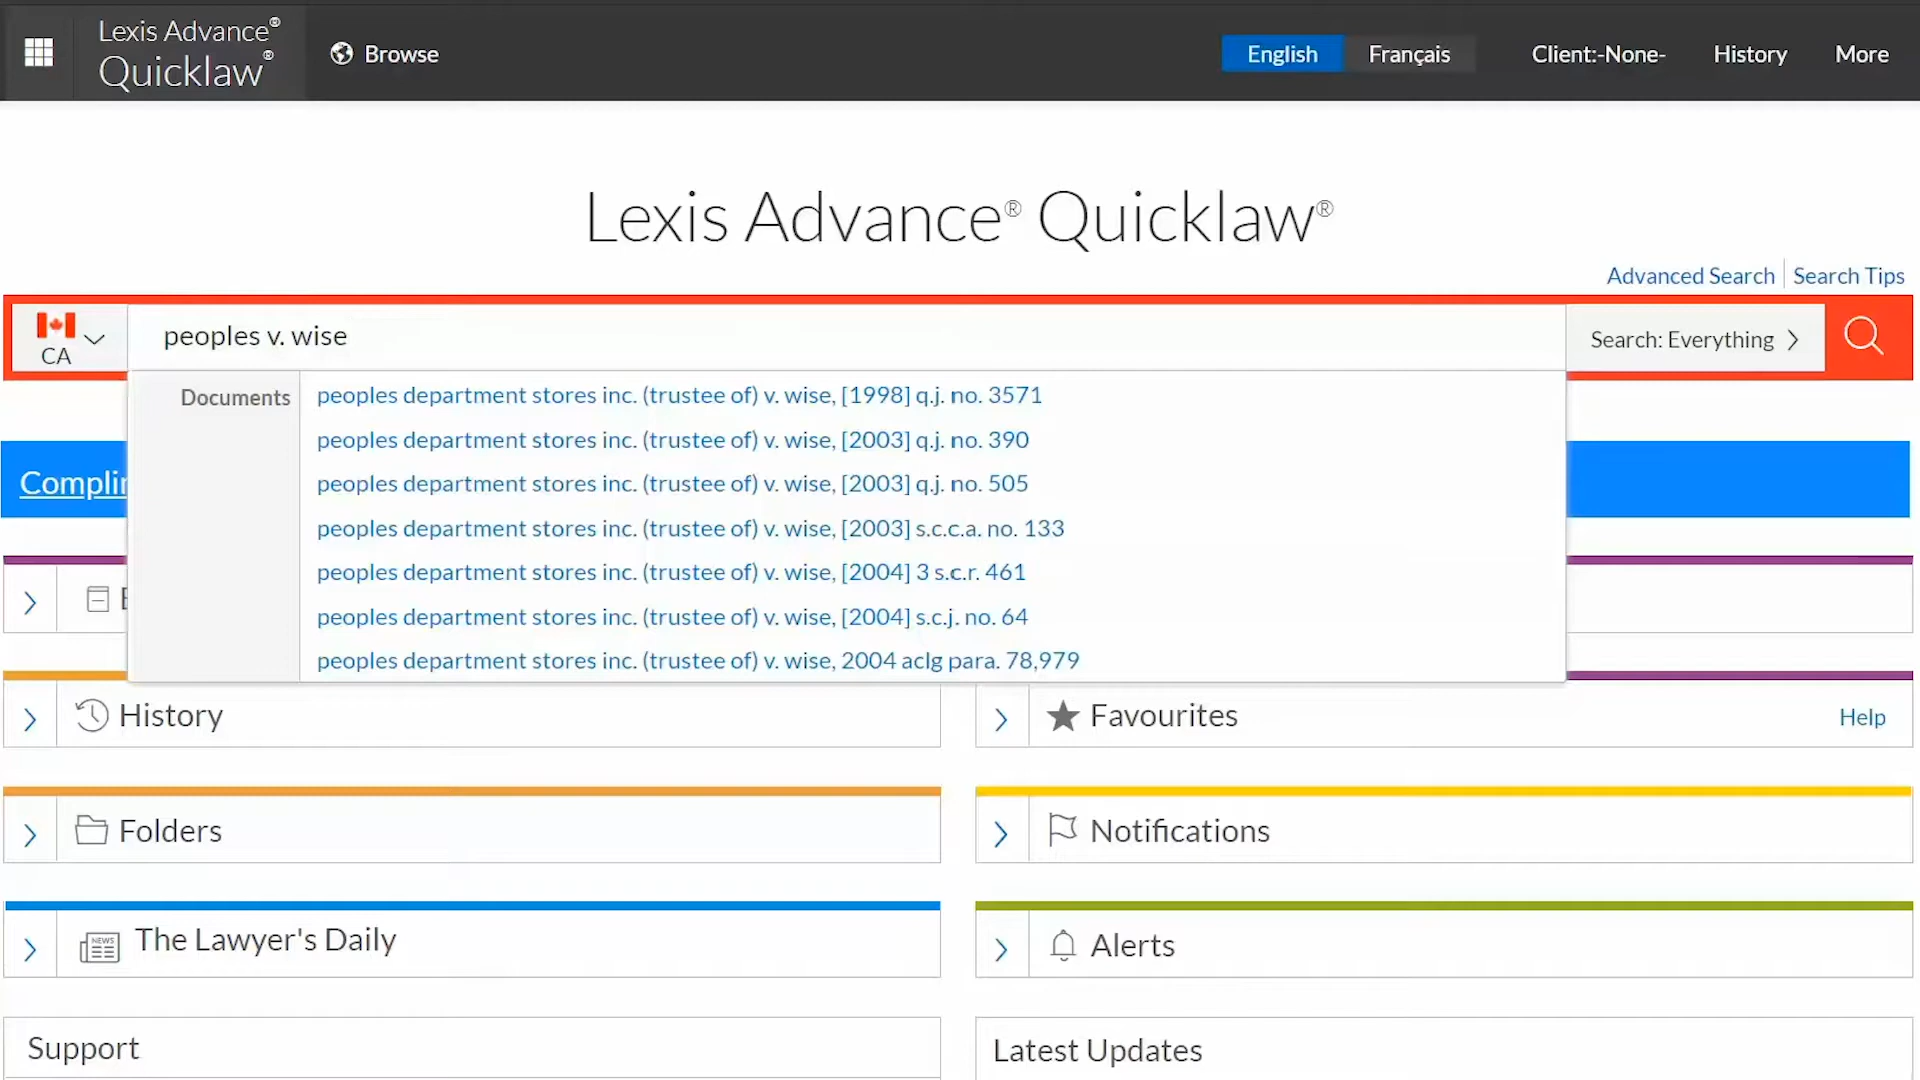 Lexis Advance®
Quicklaw®
Browse
English
Français
Client:-None-
History
More
Lexis Advance® Quicklaw®
Advanced Search
Search Tips
CA
peoples v. wise
Search: Everything
Documents
peoples department stores inc. (trustee of) v. wise, [1998] q.j. no. 3571
peoples department stores inc. (trustee of) v. wise, [2003] q.j. no. 390
peoples department stores inc. (trustee of) v. wise, [2003] q.j. no. 505
peoples department stores inc. (trustee of) v. wise, [2003] s.c.c.a. no. 133
peoples department stores inc. (trustee of) v. wise, [2004] 3 s.c.r. 461
peoples department stores inc. (trustee of) v. wise, [2004] s.c.j. no. 64
peoples department stores inc. (trustee of) v. wise, 2004 aclg para. 78,979
History
Favourites
Help
Folders
Notifications
NEWS
The Lawyer's Daily
Alerts
Support
Latest Updates